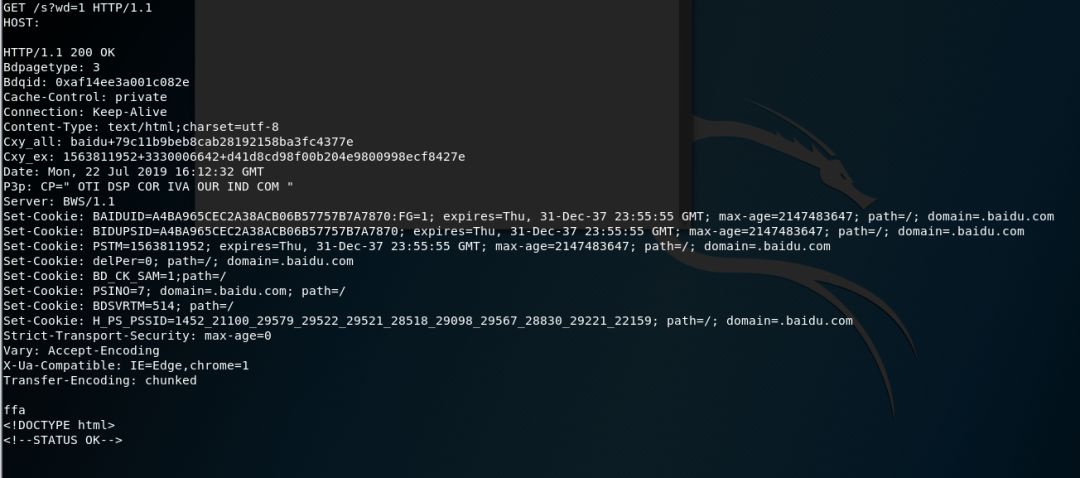 GET /s?wd=1 HTTP/1.1
HOST:
HTTP/1.1 200 OK
Bdpagetype: 3
Bdqid: 0xaf14ee3a001c082e
Cache-Control: private
Connection: Keep-Alive
Content-Type: text/html;charset=utf-8
Cxy_all: baidu+79c11b9beb8cab28192158ba3fc4377e
Cxy_ex: 1563811952+3330006642+d41d8cd98f00b204e9800998ecf8427e
Date: Mon, 22 Jul 2019 16:12:32 GMT
P3p: CP=" OTI DSP COR IVA OUR IND COM "
Server: BWS/1.1
Set-Cookie: BAIDUID=A4BA965CEC2A38ACB06B57757B7A7870:FG=1; expires=Thu, 31-Dec-37 23:55:55 GMT; max-age=2147483647; path=/; domain=.baidu.com
Set-Cookie: BIDUPSID=A4BA965CEC2A38ACB06B57757B7A7870; expires=Thu, 31-Dec-37 23:55:55 GMT; max-age=2147483647; path=/; domain=.baidu.com
Set-Cookie: PSTM=1563811952; expires=Thu, 31-Dec-37 23:55:55 GMT; max-age=2147483647; path=/; domain=.baidu.com
Set-Cookie: delPer=0; path=/; domain=.baidu.com
Set-Cookie: BD_CK_SAM=1;path=/
Set-Cookie: PSINO=7; domain=.baidu.com; path=/
Set-Cookie: BDSVRTM=514; path=/
Set-Cookie: H_PS_PSSID=1452_21100_29579_29522_29521_28518_29098_29567_28830_29221_22159; path=/; domain=.baidu.com
Strict-Transport-Security: max-age=0
Vary: Accept-Encoding
X-Ua-Compatible: IE=Edge,chrome=1
Transfer-Encoding: chunked
ffa
<!DOCTYPE html>
<!--STATUS OK-->